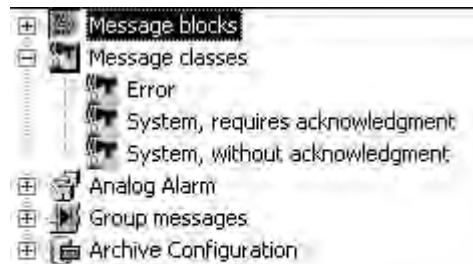 Message blocks
Message classes
Error
System, requires acknowledgment
System, without acknowledgment
Analog Alarm
Group messages
Archive Configuration